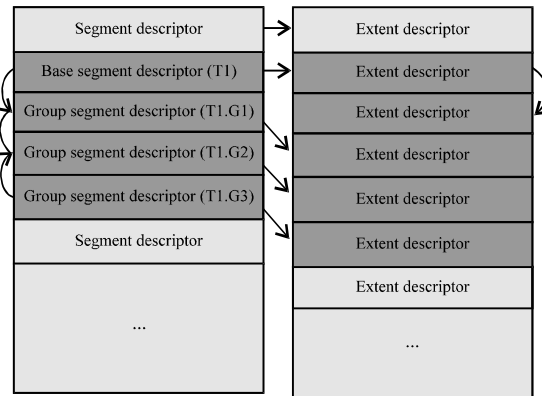 Segment descriptor
Base segment descriptor (T1)
Group segment descriptor (T1.G1)
Group segment descriptor (T1.G2)
Group segment descriptor (T1.G3)
Segment descriptor
...
Extent descriptor
Extent descriptor
Extent descriptor
Extent descriptor
Extent descriptor
Extent descriptor
Extent descriptor
...